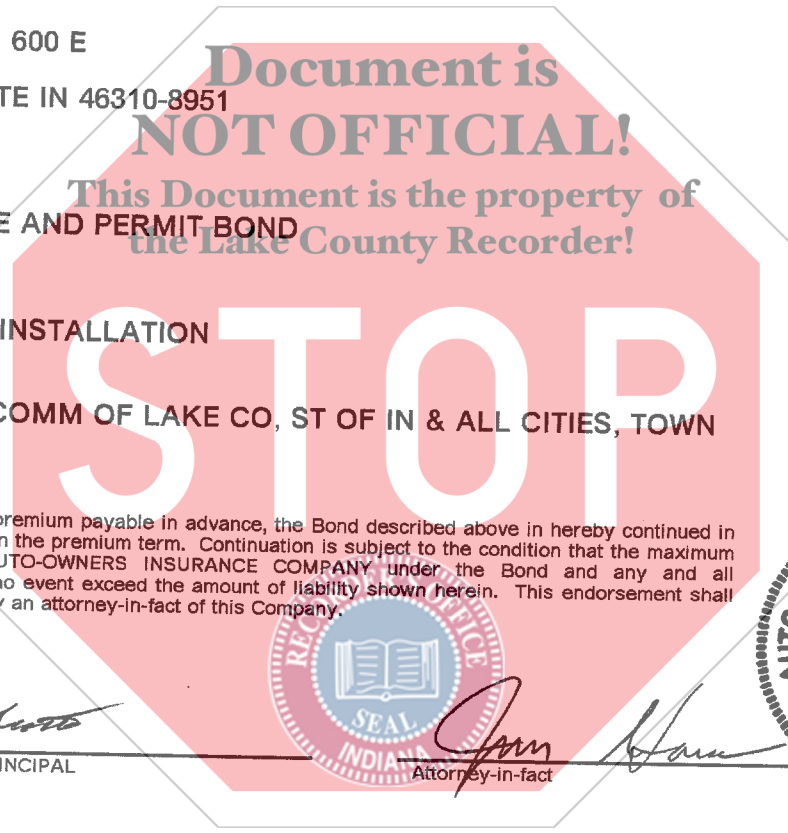 600 E
Document is
TE IN 46310-8951
NOT OFFICIAL!
This Document is the property of
E AND PERMIT BOND
the Lake County Recorder!
INSTALLATION
STOP
COMM OF LAKE CO, ST OF IN & ALL CITIES, TOWN
premium payable in advance, the Bond described above in hereby continued in
n the premium term. Continuation is subject to the condition that the maximum
UTO-OWNERS INSURANCE COMPANY under the Bond and any and all
no event exceed the amount of liability shown herein. This endorsement shall
y an attorney-in-fact of this Company.
RECORDER'S OFFICE
SEAL
INDIANA
INCIPAL
Attorney-in-fact
AUTO